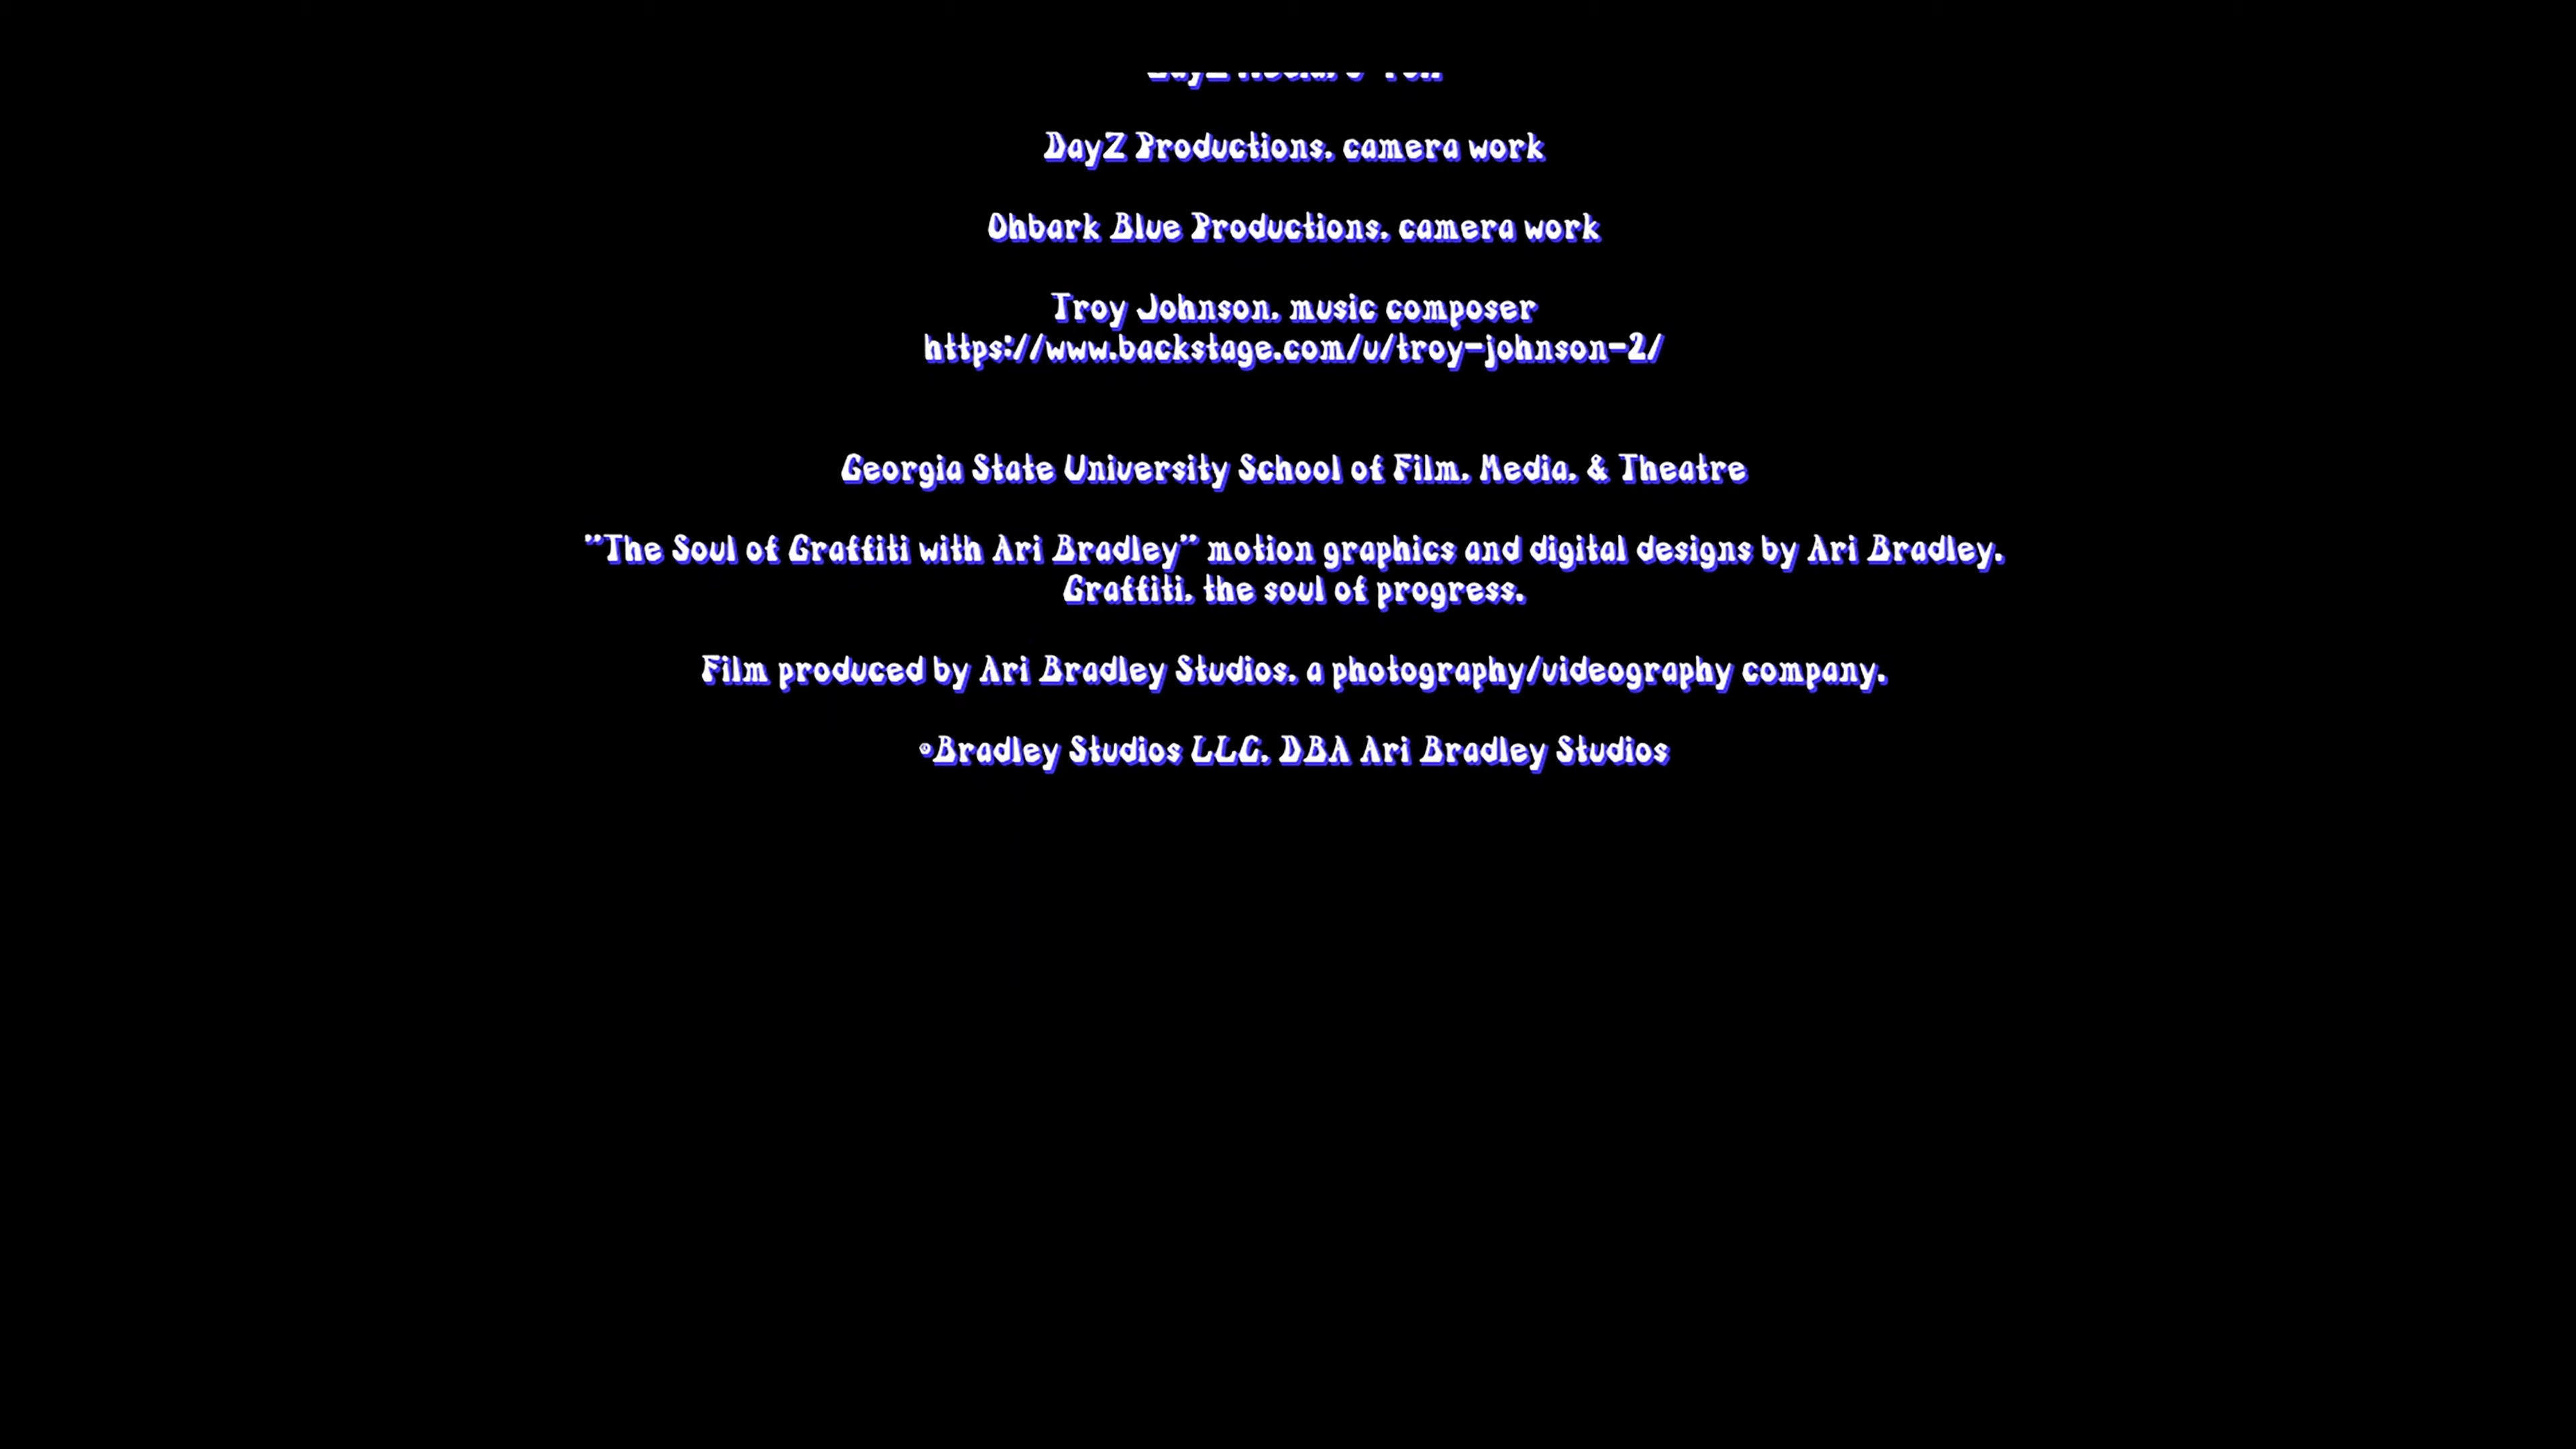 DayZ Productions, camera work
Ohbark Blue Productions, camera work
Troy Johnson, music composer
https://www.backstage.com/u/troy-johnson-2/
Georgia State University School of Film, Media, & Theatre
"The Soul of Graffiti with Ari Bradley" motion graphics and digital designs by Ari Bradley.
Graffiti, the soul of progress.
Film produced by Ari Bradley Studios, a photography/videography company.
©Bradley Studios LLC, DBA Ari Bradley Studios